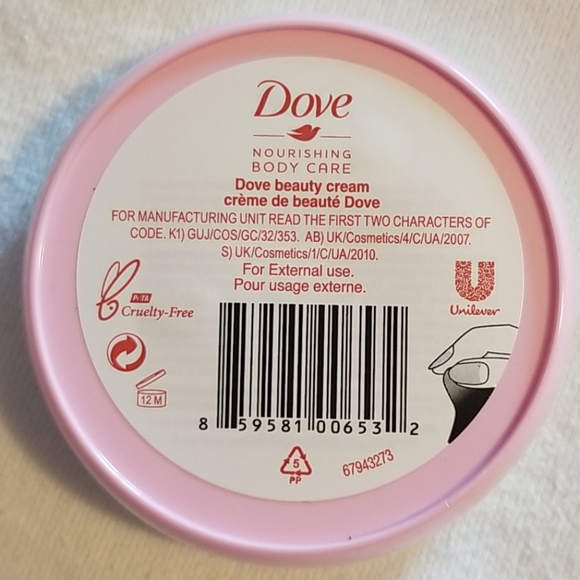 Dove
NOURISHING
BODY CARE
Dove beauty cream
crème de beauté Dove
FOR MANUFACTURING UNIT READ THE FIRST TWO CHARACTERS OF
CODE. K1) GUJ/COS/GC/32/353. AB) UK/Cosmetics/4/C/UA/2007.
S) UK/Cosmetics/1/C/UA/2010.
For External use.
Pour usage externe.
PETA
Cruelty-Free
Unilever
12 M
8 59581 00653 2
5
PP
67943273